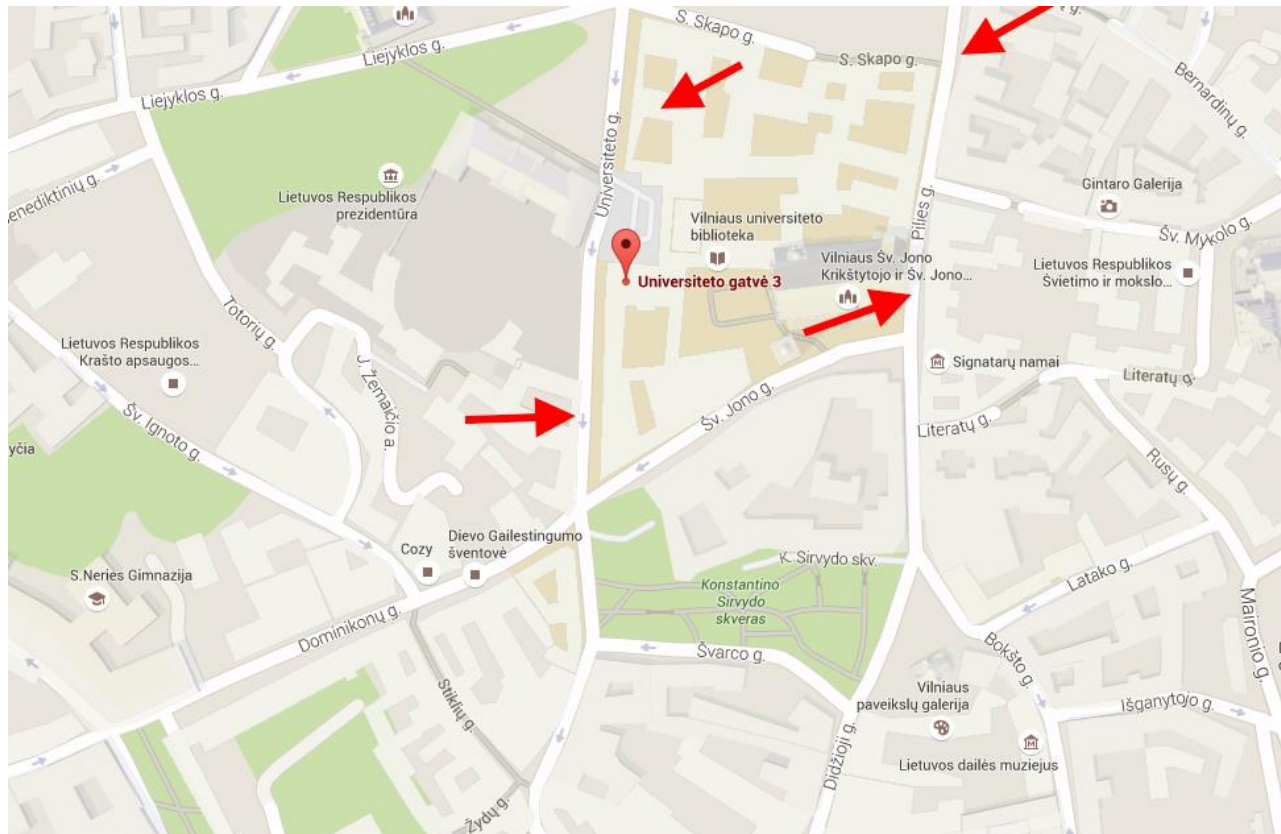 S. Skapo g.
S. Skapo g.
Liejyklos g.
Liejyklos g.
Bernardinų g.
Universiteto g.
Gintaro Galerija
Lietuvos Respublikos
prezidentūra
Vilniaus universiteto
biblioteka
Pilies g.
Šv. Mykolo g.
Vilniaus Šv. Jono
Krikštytojo ir Šv. Jono...
Lietuvos Respublikos
Švietimo ir mokslo...
Universiteto gatvė 3
Totorių g.
Lietuvos Respublikos
Krašto apsaugos...
J. Žemaičio a.
Signatarų namai
Literatų g.
Šv. Jono g.
Literatų g.
Šv. Ignoto g.
yčia
Rusų g.
Cozy
Dievo Gailestingumo
šventovė
S.Neries Gimnazija
K. Sirvydo skv.
Konstantino
Sirvydo
skveras
Latako g.
Maironio g.
Dominikonų g.
Švarco g.
Bokšto g.
Stiklių g.
Vilniaus
paveikslų galerija
Išganytojo g.
Didžioji g.
Lietuvos dailės muziejus
Žydų g.